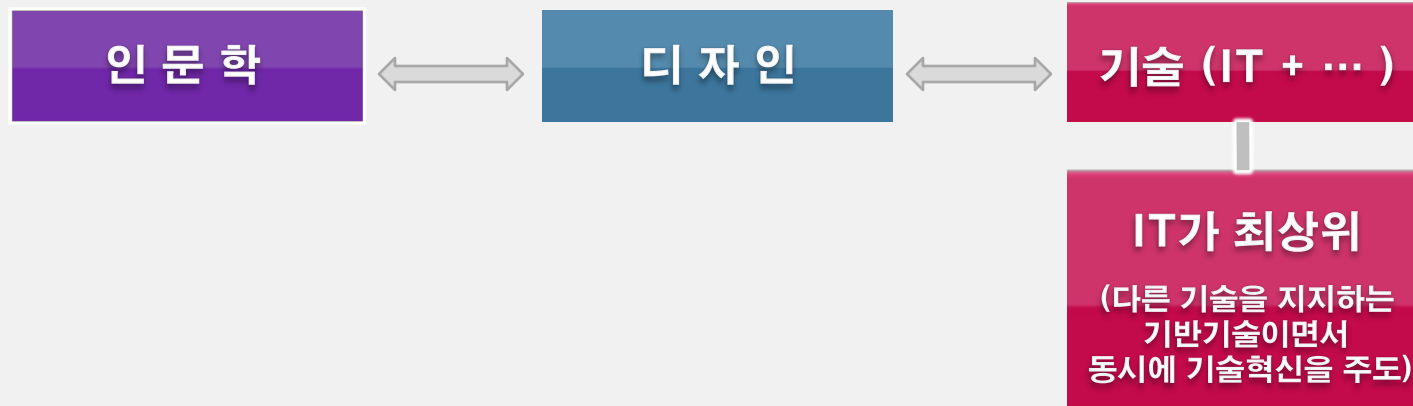 인 문 학
디 자 인
기술 (IT + ··· )
IT가 최상위
(다른 기술을 지지하는
기반기술이면서
동시에 기술혁신을 주도)